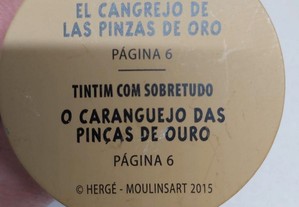 EL CANGREJO DE
LAS PINZAS DE ORO
PÁGINA 6
TINTIM COM SOBRETUDO
O CARANGUEJO DAS
PINÇAS DE OURO
PÁGINA 6
© HERGÉ - MOULINSART 2015